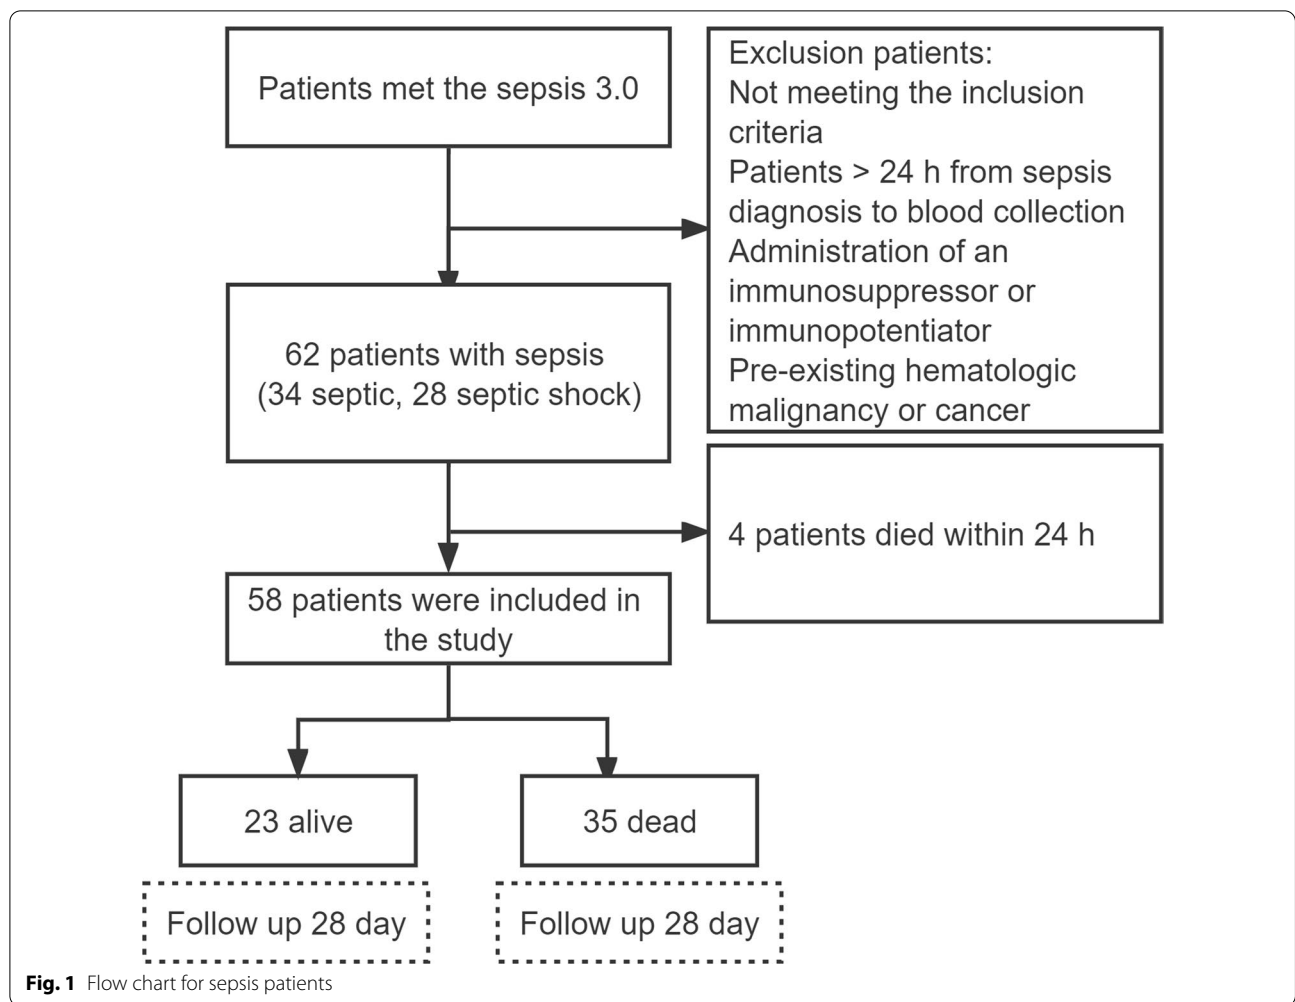 Patients met the sepsis 3.0
Exclusion patients:
Not meeting the inclusion
criteria
Patients > 24 h from sepsis
diagnosis to blood collection
Administration of an
immunosuppressor or
immunopotentiator
Pre-existing hematologic
malignancy or cancer
62 patients with sepsis
(34 septic, 28 septic shock)
4 patients died within 24 h
58 patients were included in
the study
23 alive
35 dead
Follow up 28 day
Follow up 28 day
Fig. 1 Flow chart for sepsis patients